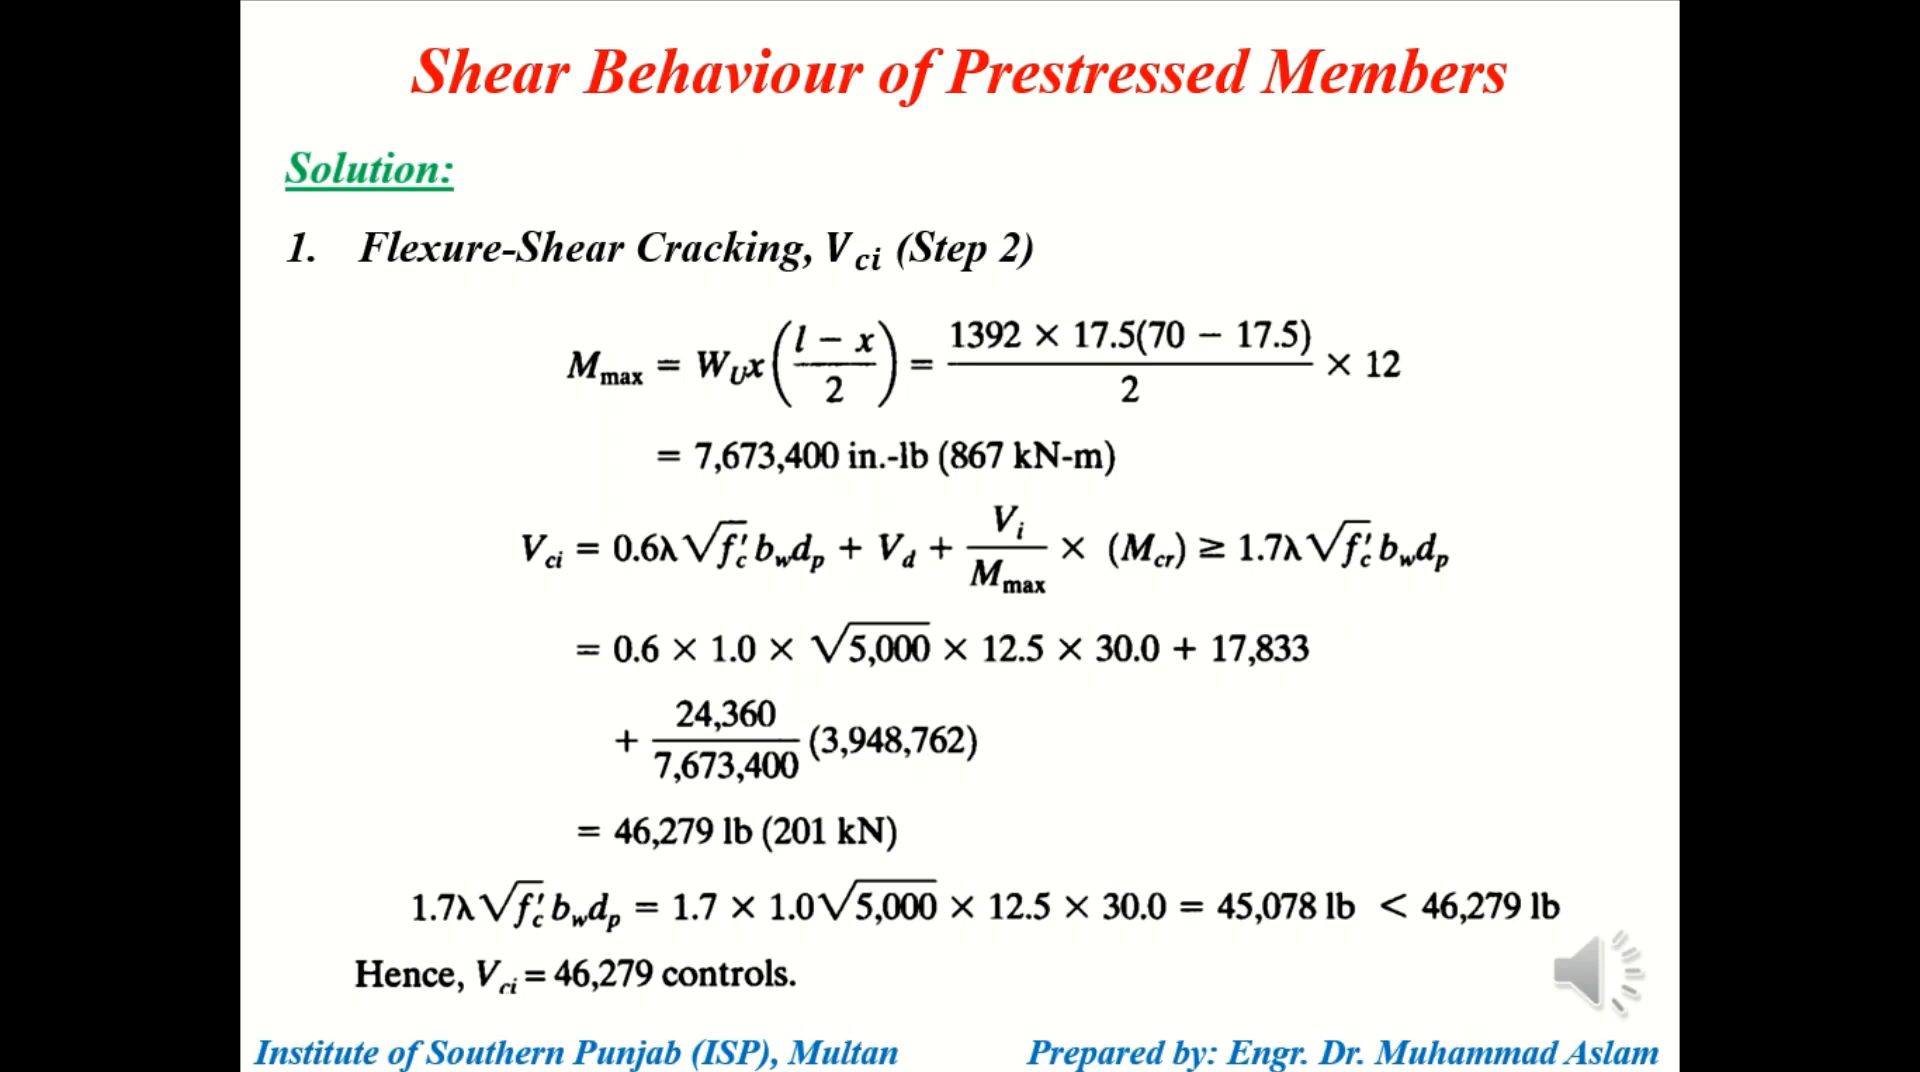 Shear Behaviour of Prestressed Members
Solution:
1. Flexure-Shear Cracking, V_ci (Step 2)
M_max = W_U x ((l − x)/2) = (1392 × 17.5(70 − 17.5))/2 × 12
= 7,673,400 in.-lb (867 kN-m)
V_ci = 0.6λ√f′_c b_w d_p + V_d + V_i/M_max × (M_cr) ≥ 1.7λ√f′_c b_w d_p
= 0.6 × 1.0 × √5,000 × 12.5 × 30.0 + 17,833
+ 24,360/7,673,400 (3,948,762)
= 46,279 lb (201 kN)
1.7λ√f′_c b_w d_p = 1.7 × 1.0√5,000 × 12.5 × 30.0 = 45,078 lb < 46,279 lb
Hence, V_ci = 46,279 controls.
Institute of Southern Punjab (ISP), Multan
Prepared by: Engr. Dr. Muhammad Aslam